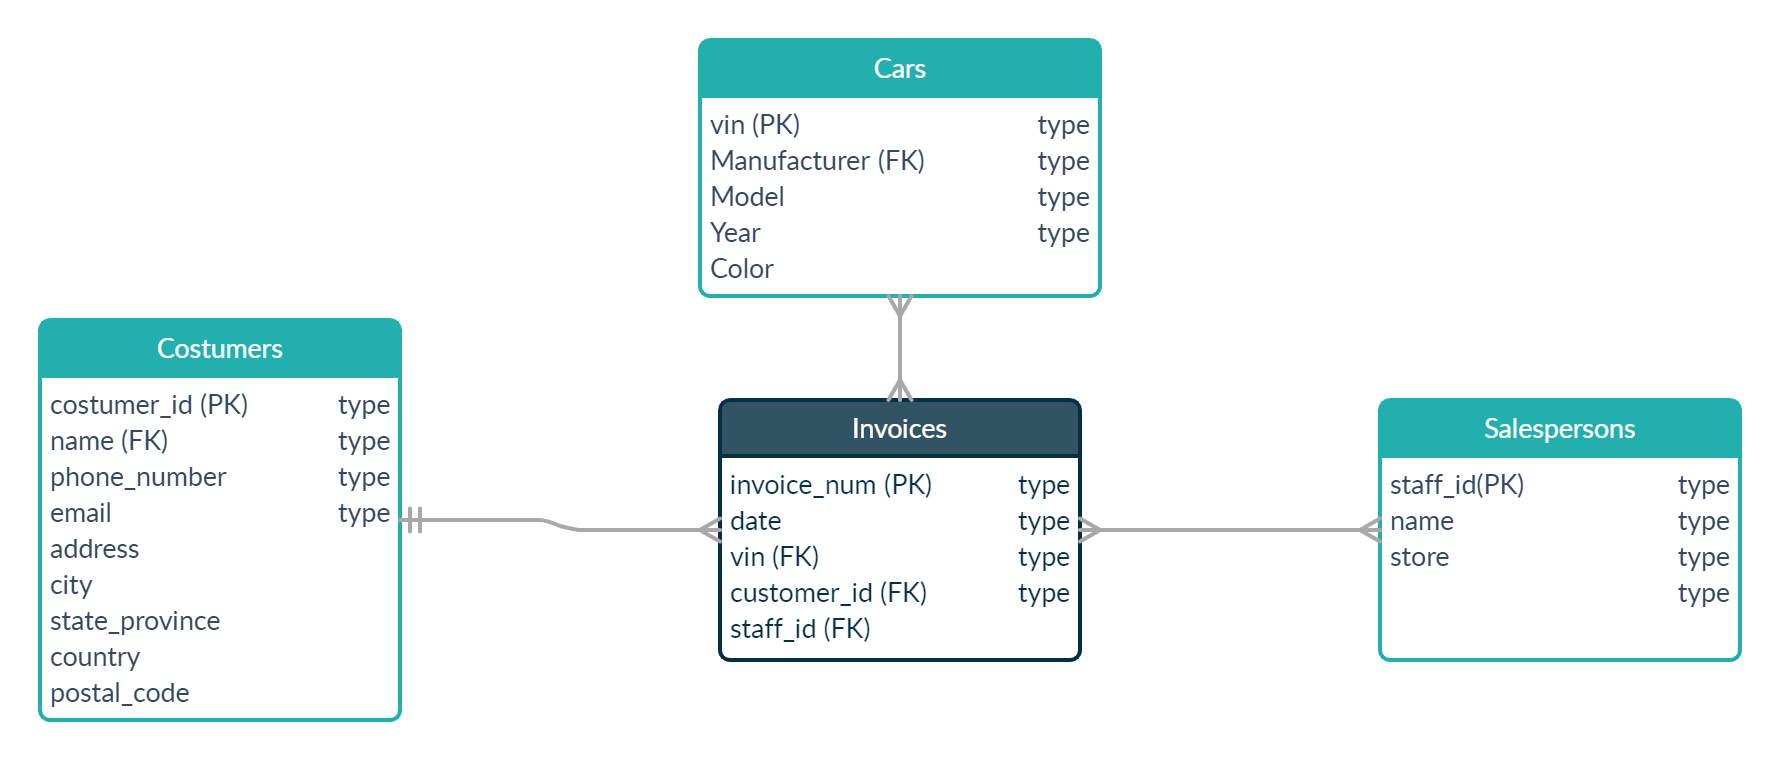 Cars
vin (PK) type
Manufacturer (FK) type
Model type
Year type
Color
Costumers
costumer_id (PK) type
name (FK) type
phone_number type
email type
address
city
state_province
country
postal_code
Invoices
invoice_num (PK) type
date type
vin (FK) type
customer_id (FK) type
staff_id (FK)
Salespersons
staff_id(PK) type
name type
store type
type